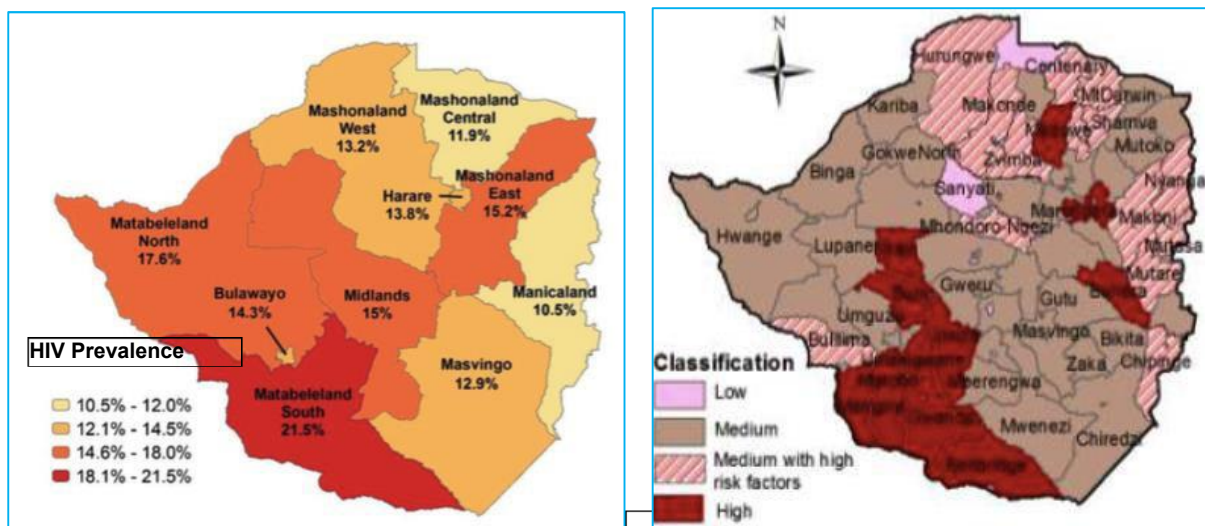 Mashonaland
Central
11.9%
Mashonaland
West
13.2%
Harare
13.8%
Mashonaland
East
15.2%
Matabeleland
North
17.6%
Bulawayo
14.3%
Midlands
15%
Manicaland
10.5%
Masvingo
12.9%
Matabeleland
South
21.5%
HIV Prevalence
10.5% - 12.0%
12.1% - 14.5%
14.6% - 18.0%
18.1% - 21.5%
N
Hurungwe
Centenary
Kariba
Makonde
MtDarwin
Shamva
Mutoko
GokweNorth
Zvimba
Binga
Sanyati
Nyanga
Makoni
Mhondoro-Ngezi
Mutasa
Hwange
Lupane
Mutare
Gweru
Gutu
Umguza
Bulilima
Masvingo
Bikita
Zaka
Chipinge
Mwenezi
Chiredzi
Classification
Low
Medium
Medium with high
risk factors
High